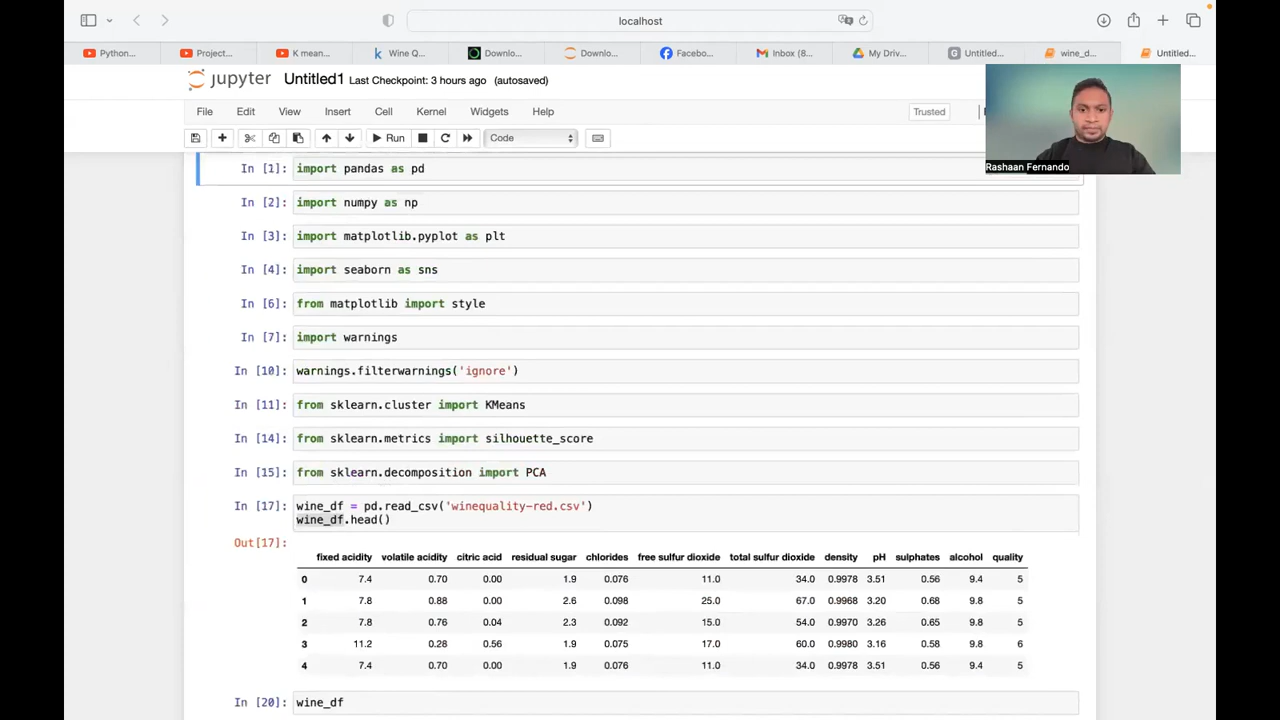 localhost
Python...
Project...
K mean...
Wine Q...
Downlo...
Downlo...
Facebo...
Inbox (8...
My Driv...
Untitled...
wine_d...
Untitled...
jupyter Untitled1 Last Checkpoint: 3 hours ago (autosaved)
File Edit View Insert Cell Kernel Widgets Help
Trusted
Run
Code
Rashaan Fernando
In [1]: import pandas as pd
In [2]: import numpy as np
In [3]: import matplotlib.pyplot as plt
In [4]: import seaborn as sns
In [6]: from matplotlib import style
In [7]: import warnings
In [10]: warnings.filterwarnings('ignore')
In [11]: from sklearn.cluster import KMeans
In [14]: from sklearn.metrics import silhouette_score
In [15]: from sklearn.decomposition import PCA
In [17]: wine_df = pd.read_csv('winequality-red.csv')
wine_df.head()
Out[17]:
fixed acidity volatile acidity citric acid residual sugar chlorides free sulfur dioxide total sulfur dioxide density pH sulphates alcohol quality
0 7.4 0.70 0.00 1.9 0.076 11.0 34.0 0.9978 3.51 0.56 9.4 5
1 7.8 0.88 0.00 2.6 0.098 25.0 67.0 0.9968 3.20 0.68 9.8 5
2 7.8 0.76 0.04 2.3 0.092 15.0 54.0 0.9970 3.26 0.65 9.8 5
3 11.2 0.28 0.56 1.9 0.075 17.0 60.0 0.9980 3.16 0.58 9.8 6
4 7.4 0.70 0.00 1.9 0.076 11.0 34.0 0.9978 3.51 0.56 9.4 5
In [20]: wine_df